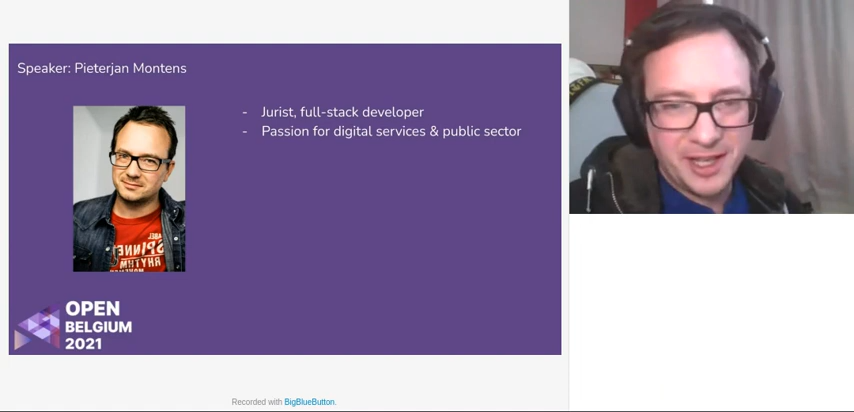 Speaker: Pieterjan Montens
- Jurist, full-stack developer
- Passion for digital services & public sector
OPEN
BELGIUM
2021
Recorded with BigBlueButton.